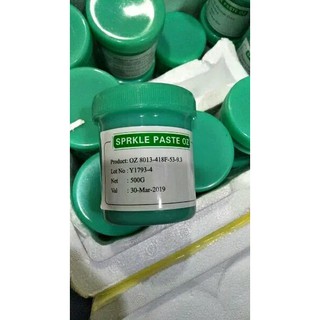 SPRKLE PASTE OZ
Product: OZ 8013-418F-53-9.3
Lot No : Y1793-4
Net : 500G
Val : 30-Mar-2019